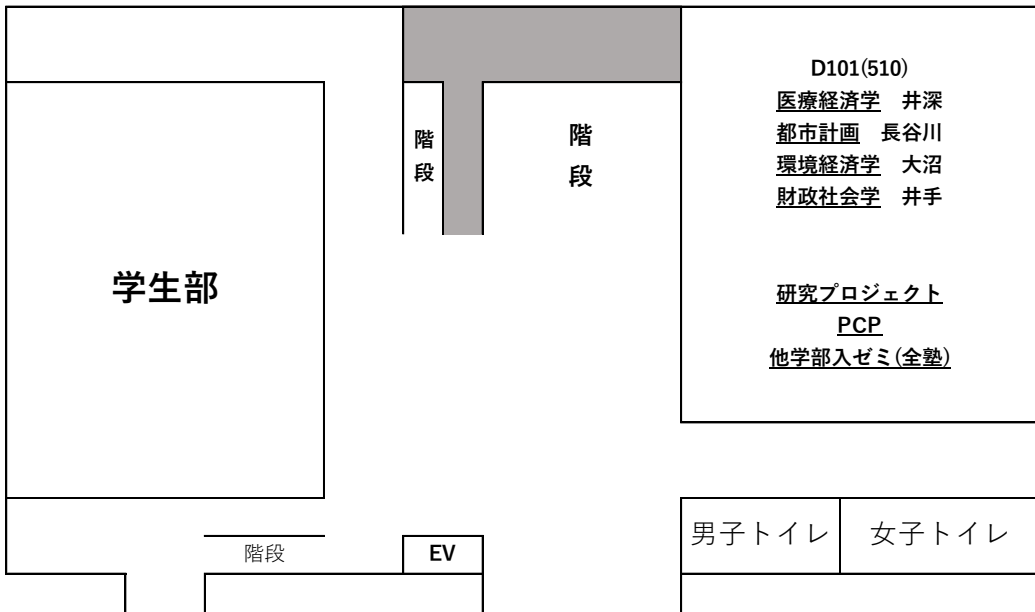 D101(510)
医療経済学　井深
都市計画　長谷川
環境経済学　大沼
財政社会学　井手
研究プロジェクト
PCP
他学部入ゼミ(全塾)
階段
階段
学生部
階段
EV
男子トイレ
女子トイレ